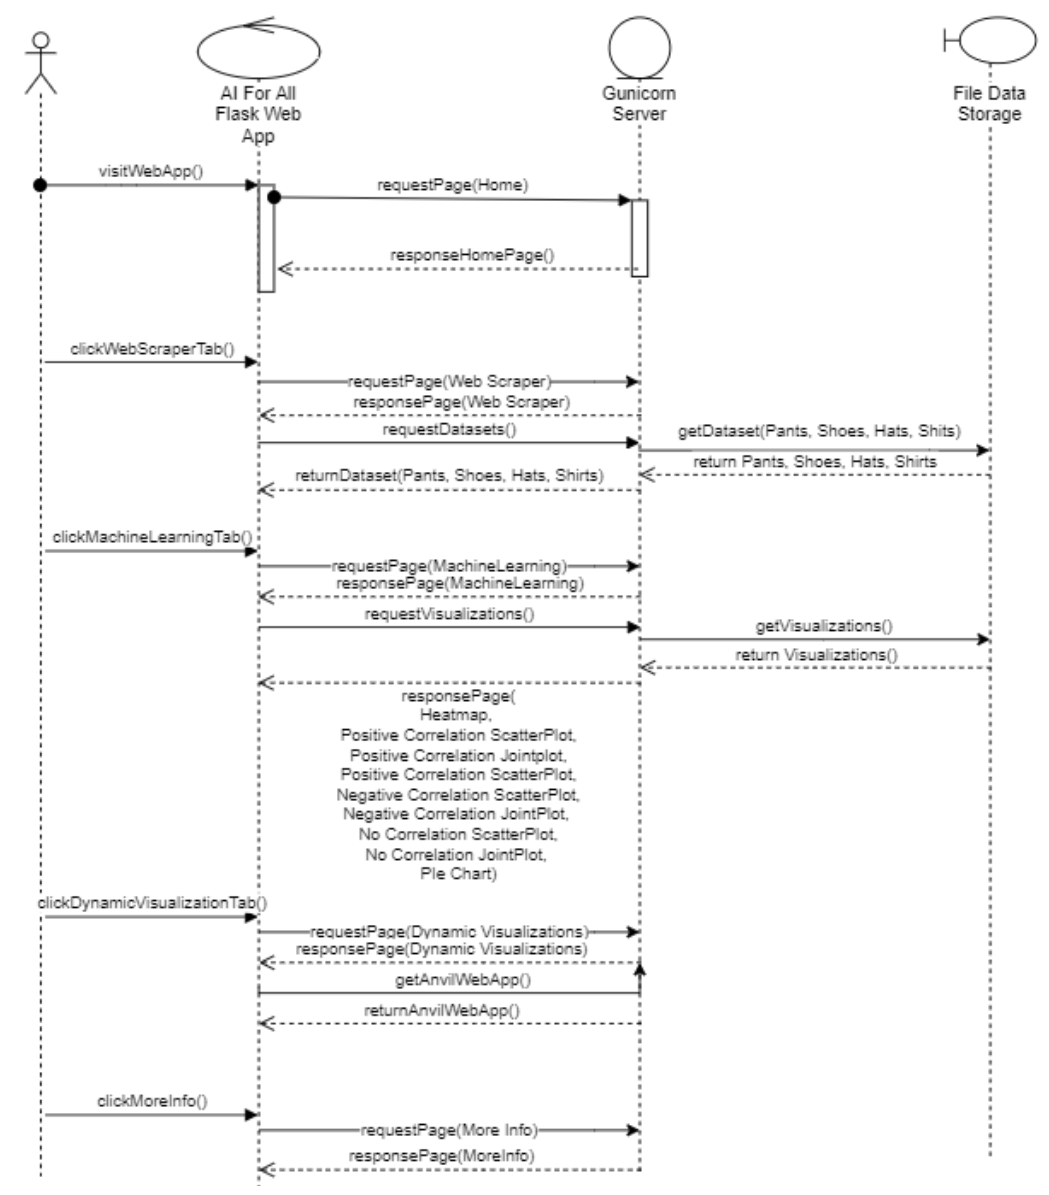 AI For All
Flask Web
App
Gunicorn
Server
File Data
Storage
visitWebApp()
requestPage(Home)
responseHomePage()
clickWebScraperTab()
requestPage(Web Scraper)
responsePage(Web Scraper)
requestDatasets()
getDataset(Pants, Shoes, Hats, Shits)
return Pants, Shoes, Hats, Shirts
returnDataset(Pants, Shoes, Hats, Shirts)
clickMachineLearningTab()
requestPage(MachineLearning)
responsePage(MachineLearning)
requestVisualizations()
getVisualizations()
return Visualizations()
responsePage(
Heatmap,
Positive Correlation ScatterPlot,
Positive Correlation Jointplot,
Positive Correlation ScatterPlot,
Negative Correlation ScatterPlot,
Negative Correlation JointPlot,
No Correlation ScatterPlot,
No Correlation JointPlot,
PIe Chart)
clickDynamicVisualizationTab()
requestPage(Dynamic Visualizations)
responsePage(Dynamic Visualizations)
getAnvilWebApp()
returnAnvilWebApp()
clickMoreInfo()
requestPage(More Info)
responsePage(MoreInfo)